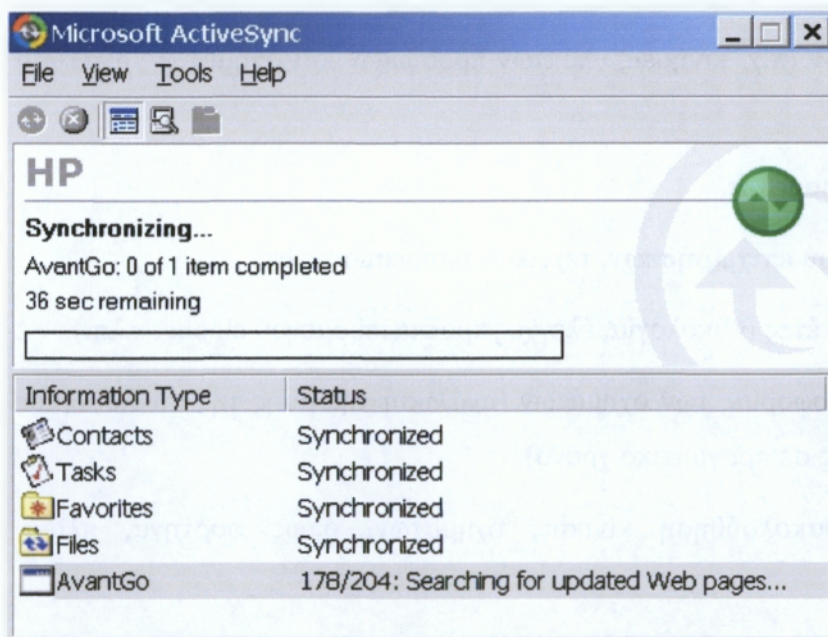 Microsoft ActiveSync
File View Tools Help
HP
Synchronizing...
AvantGo: 0 of 1 item completed
36 sec remaining
Information Type Status
Contacts Synchronized
Tasks Synchronized
Favorites Synchronized
Files Synchronized
AvantGo 178/204: Searching for updated Web pages...